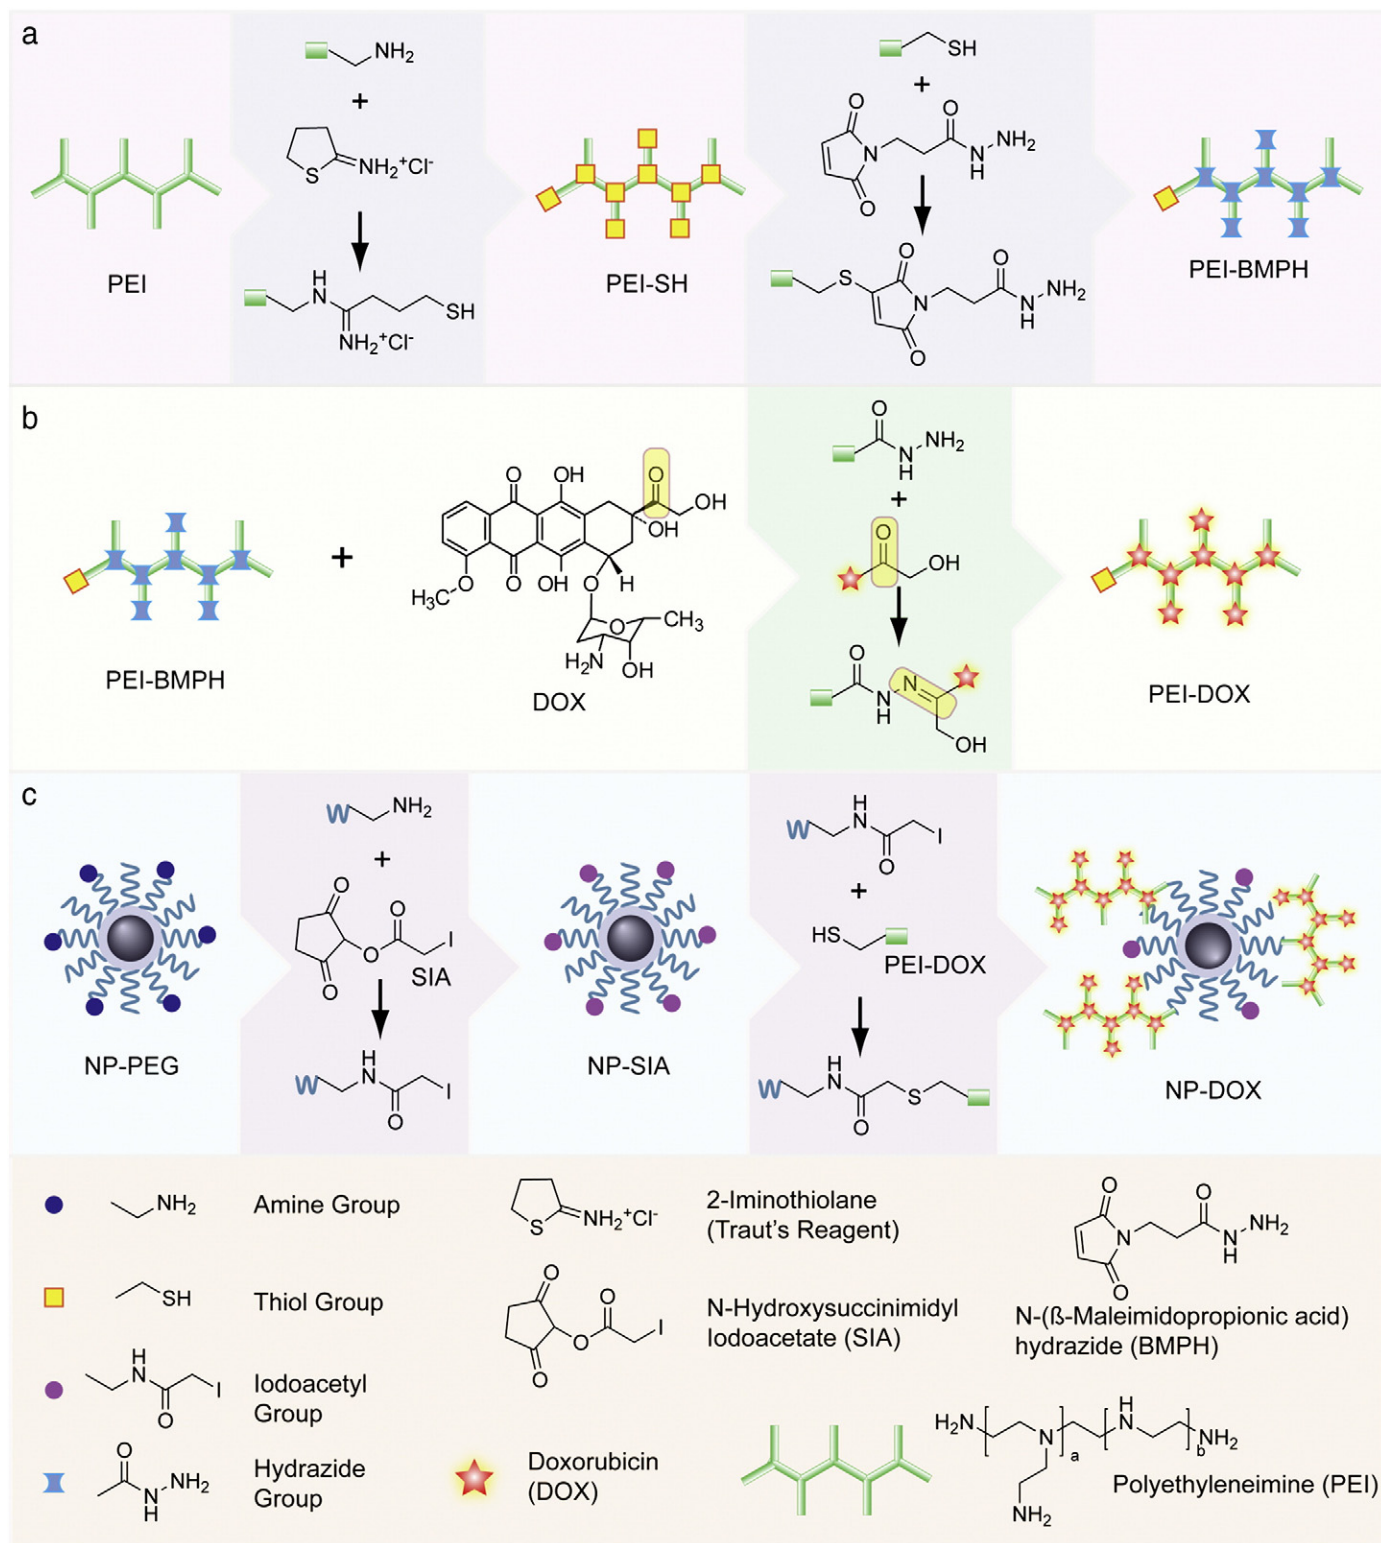 a
NH2
+
S
NH2+Cl-
H
N
SH
NH2+Cl-
PEI
PEI-SH
SH
+
O
N
O
O
N
H
NH2
S
O
N
O
O
N
H
NH2
PEI-BMPH
b
PEI-BMPH
+
O
OH
O
OH
OH
O
OH
H3CO
O
H
O
CH3
H2N
OH
DOX
O
N
H
NH2
+
O
OH
O
N
H
N
OH
PEI-DOX
c
NP-PEG
NH2
+
O
O
O
O
I
SIA
H
N
O
I
NP-SIA
H
N
O
I
+
HS
PEI-DOX
H
N
O
S
NP-DOX
NH2
Amine Group
SH
Thiol Group
H
N
O
I
Iodoacetyl
Group
O
N
H
NH2
Hydrazide
Group
S
NH2+Cl-
2-Iminothiolane
(Traut's Reagent)
O
O
O
O
I
N-Hydroxysuccinimidyl
Iodoacetate (SIA)
O
N
O
O
N
H
NH2
N-(ß-Maleimidopropionic acid)
hydrazide (BMPH)
Doxorubicin
(DOX)
H2N
N
a
H
N
b
NH2
NH2
Polyethyleneimine (PEI)